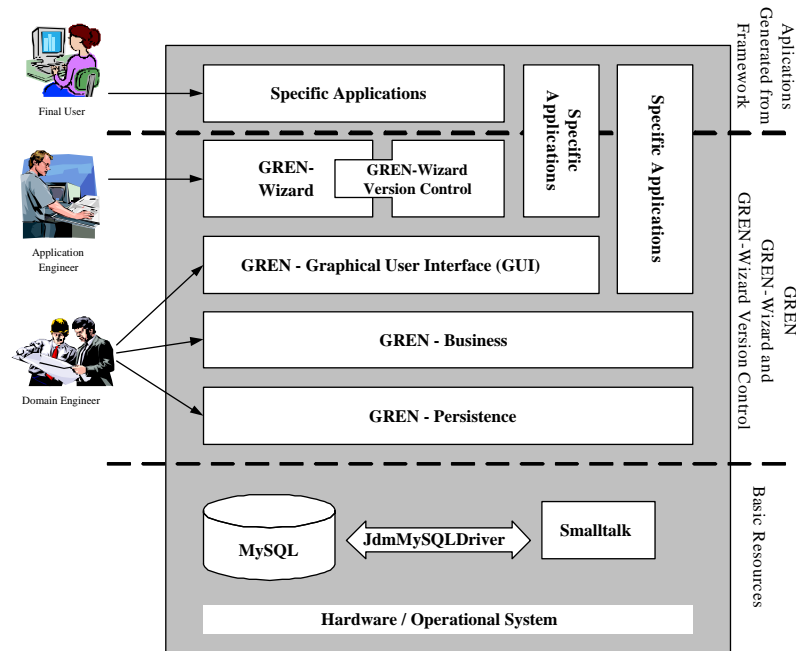 Final User
Application
Engineer
Domain Engineer
Specific Applications
Specific
Applications
Specific Applications
GREN-
Wizard
GREN-Wizard
Version Control
GREN - Graphical User Interface (GUI)
GREN - Business
GREN - Persistence
MySQL
JdmMySQLDriver
Smalltalk
Hardware / Operational System
Aplications
Generated from
Framework
GREN
GREN-Wizard and
GREN-Wizard Version Control
Basic Resources